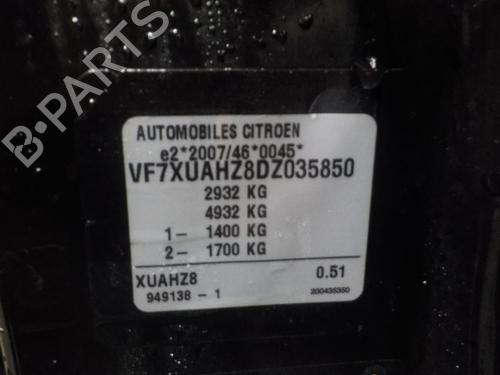 B-PARTS
AUTOMOBILES CITROEN
e2*2007/46*0045*
VF7XUAHZ8DZ035850
2932 KG
4932 KG
1- 1400 KG
2- 1700 KG
XUAHZ8 0.51
949138 - 1 200435350